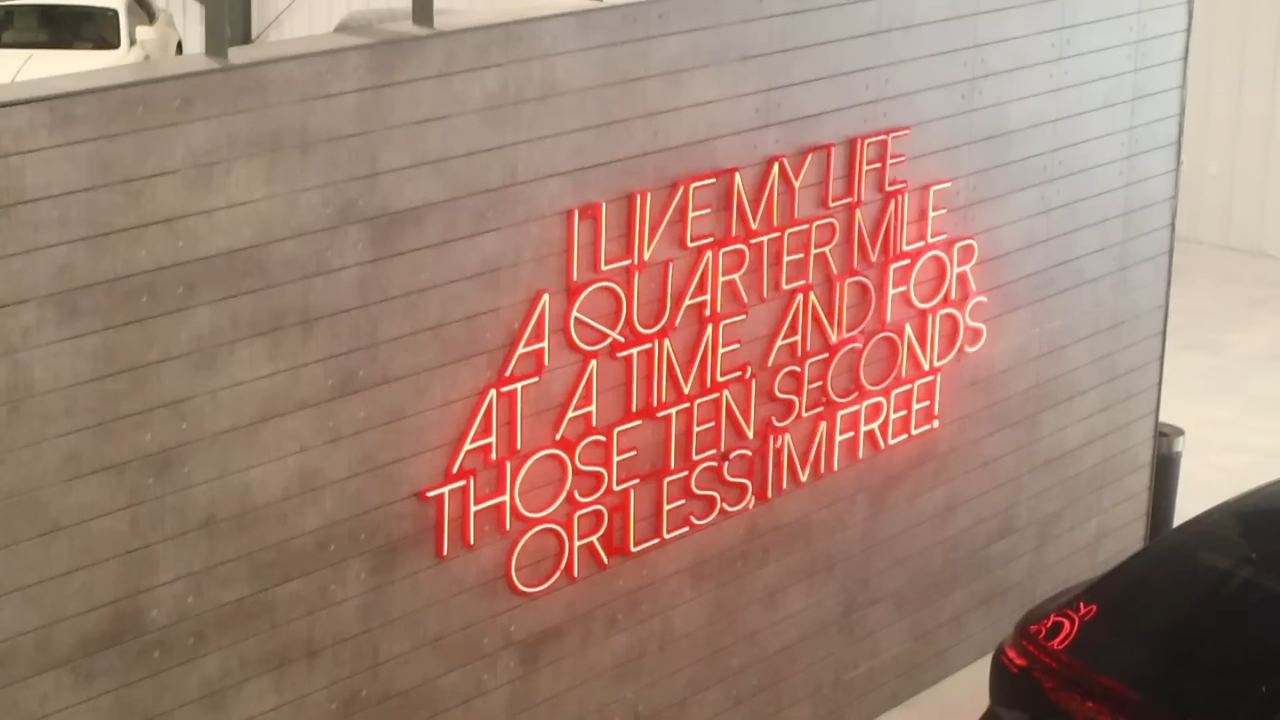 I LIVE MY LIFE
A QUARTER MILE
AT A TIME, AND FOR
THOSE TEN SECONDS
OR LESS, I'M FREE!